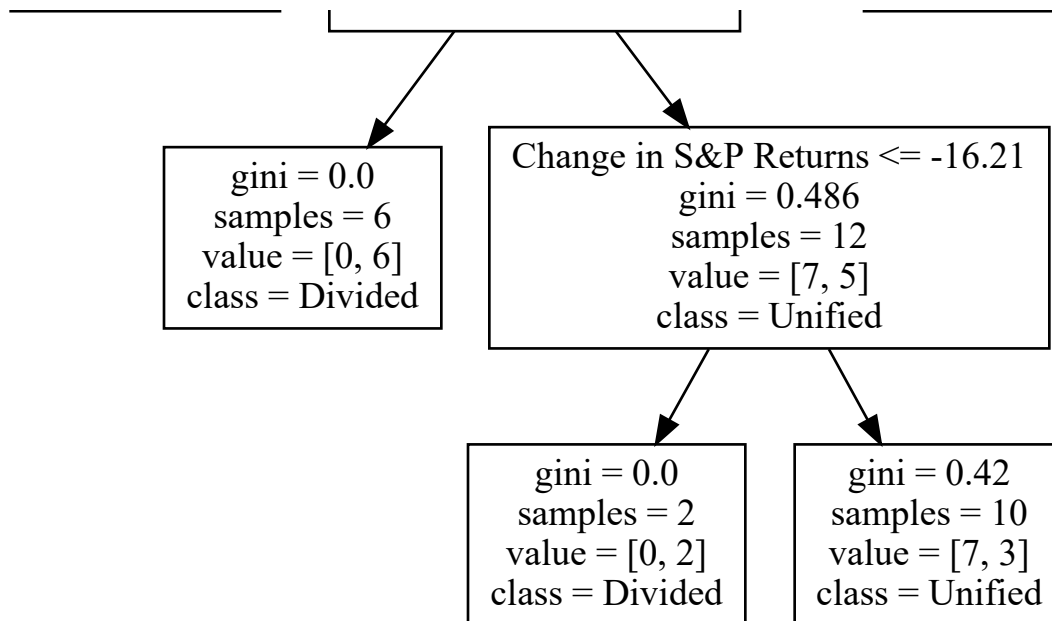 gini = 0.0
samples = 6
value = [0, 6]
class = Divided
Change in S&P Returns <= -16.21
gini = 0.486
samples = 12
value = [7, 5]
class = Unified
gini = 0.0
samples = 2
value = [0, 2]
class = Divided
gini = 0.42
samples = 10
value = [7, 3]
class = Unified